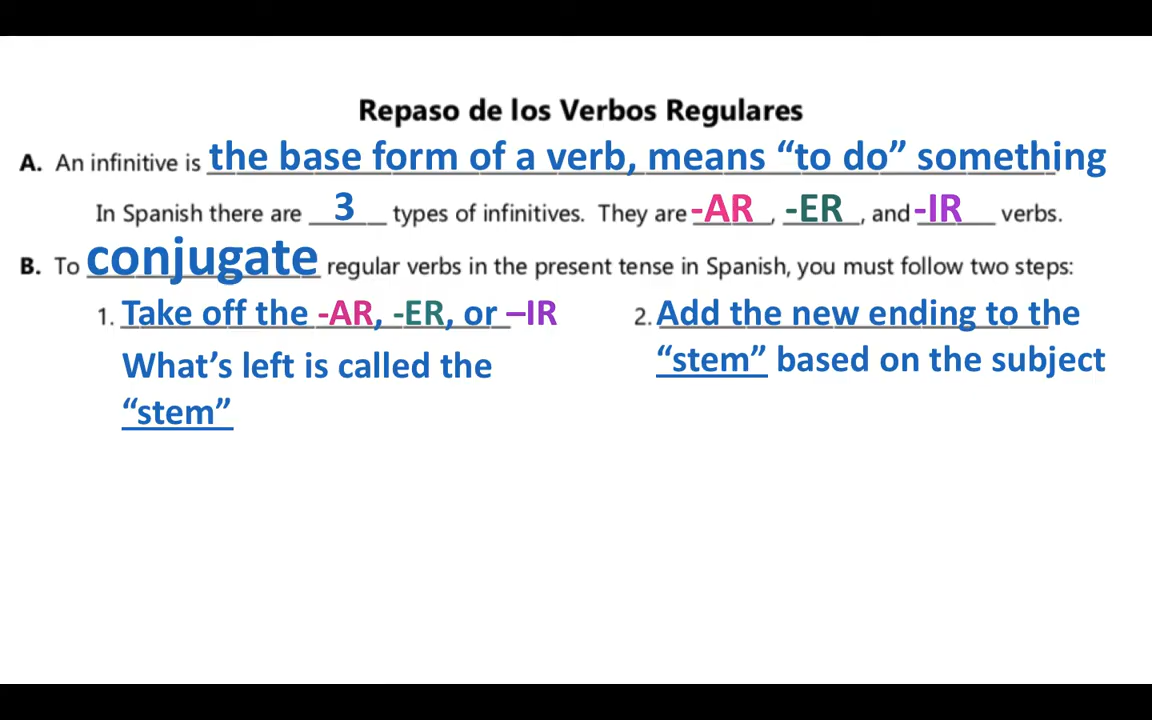 Repaso de los Verbos Regulares
A. An infinitive is the base form of a verb, means “to do” something.
In Spanish there are 3 types of infinitives. They are -AR, -ER, and -IR verbs.
B. To conjugate regular verbs in the present tense in Spanish, you must follow two steps:
1. Take off the -AR, -ER, or –IR 2. Add the new ending to the
What’s left is called the “stem” based on the subject
“stem”